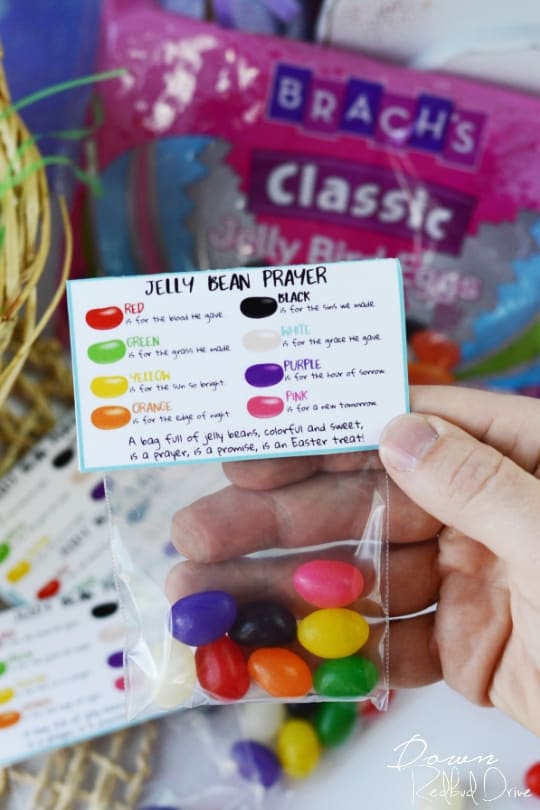 BRACH'S
Classic
Jelly Bird Eggs
JELLY BEAN PRAYER
RED
is for the blood He gave.
GREEN
is for the grass He made.
YELLOW
is for the sun so bright.
ORANGE
is for the edge of night.
BLACK
is for the sins we made.
WHITE
is for the grace He gave.
PURPLE
is for the hour of sorrow.
PINK
is for a new tomorrow.
A bag full of jelly beans, colorful and sweet,
is a prayer, is a promise, is an Easter treat!
Down
Redbud Drive